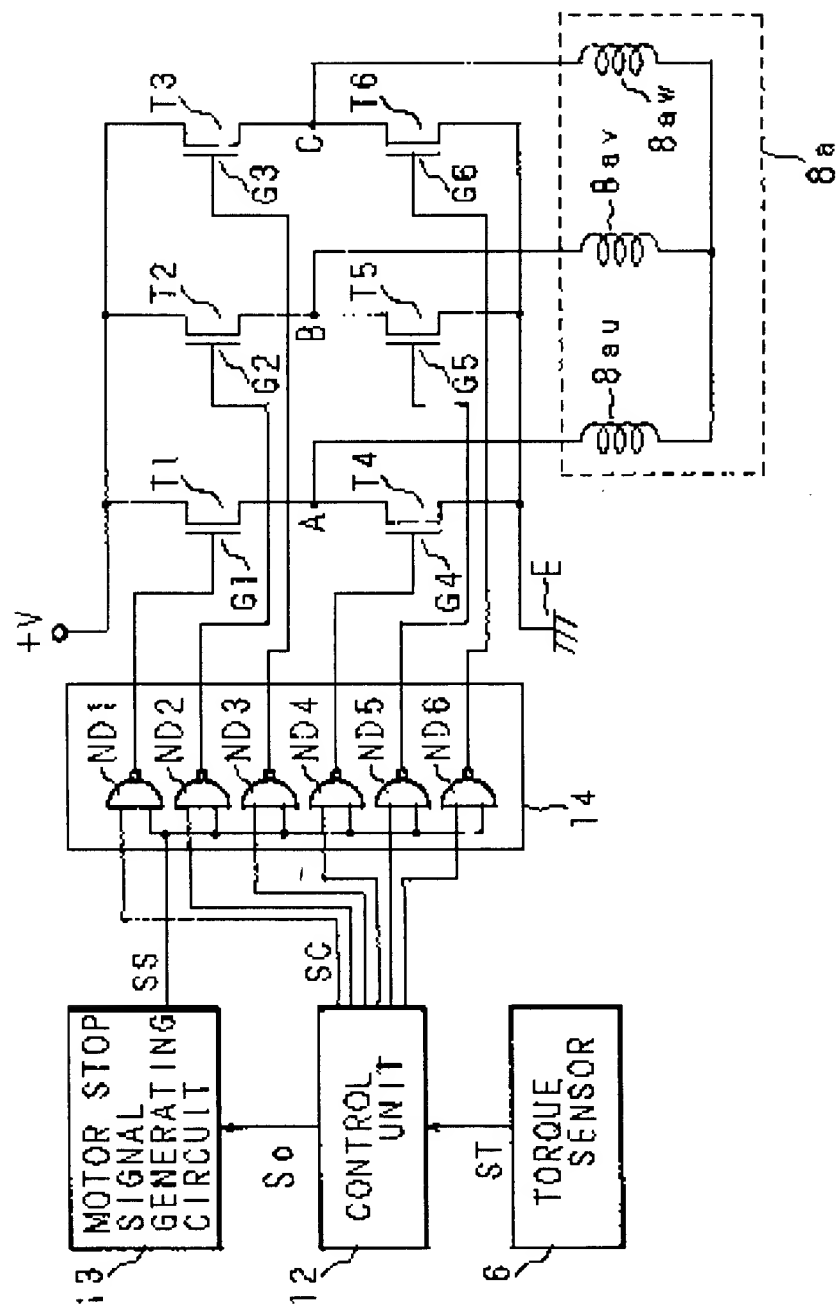 +V
T1
T2
T3
G1
G2
G3
A
B
C
T4
T5
T6
G4
G5
G6
E
8au
8av
8aw
8a
ND1
ND2
ND3
ND4
ND5
ND6
14
SS
SC
MOTOR STOP
SIGNAL
GENERATING
CIRCUIT
13
So
CONTROL
UNIT
12
ST
TORQUE
SENSOR
6